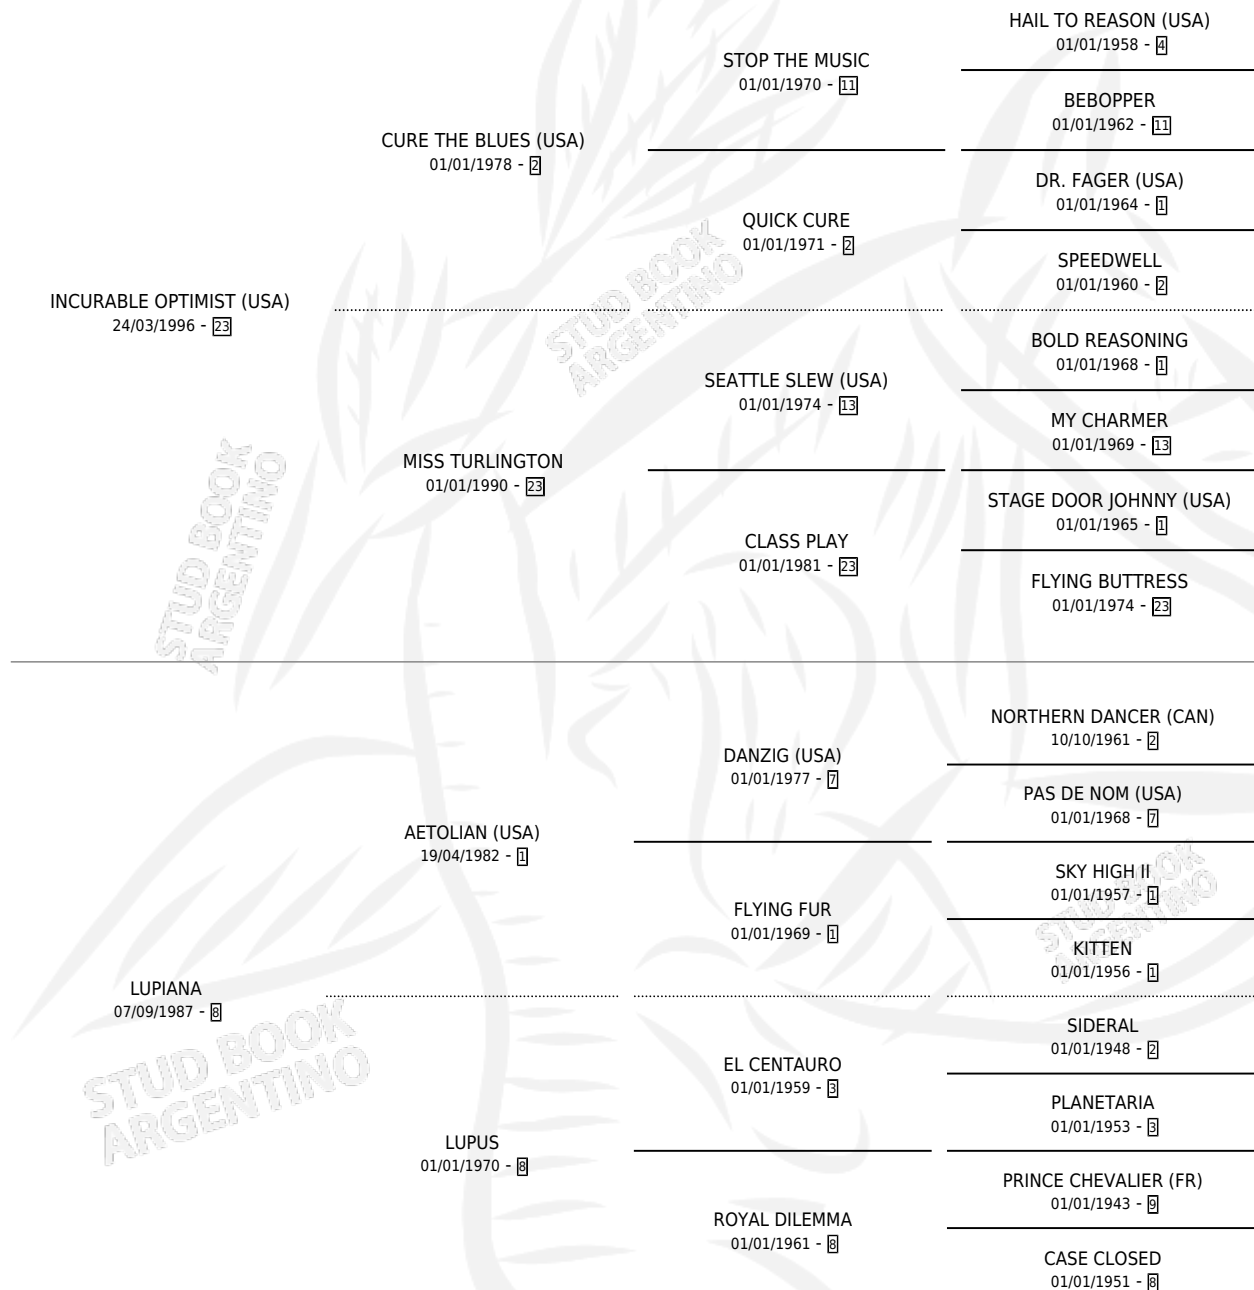 HAIL TO REASON (USA)
01/01/1958 - 4
STOP THE MUSIC
01/01/1970 - 11
BEBOPPER
01/01/1962 - 11
CURE THE BLUES (USA)
01/01/1978 - 2
DR. FAGER (USA)
01/01/1964 - 1
QUICK CURE
01/01/1971 - 2
SPEEDWELL
01/01/1960 - 2
INCURABLE OPTIMIST (USA)
24/03/1996 - 23
BOLD REASONING
01/01/1968 - 1
SEATTLE SLEW (USA)
01/01/1974 - 13
MY CHARMER
01/01/1969 - 13
MISS TURLINGTON
01/01/1990 - 23
STAGE DOOR JOHNNY (USA)
01/01/1965 - 1
CLASS PLAY
01/01/1981 - 23
FLYING BUTTRESS
01/01/1974 - 23
NORTHERN DANCER (CAN)
10/10/1961 - 2
DANZIG (USA)
01/01/1977 - 7
PAS DE NOM (USA)
01/01/1968 - 7
AETOLIAN (USA)
19/04/1982 - 1
SKY HIGH II
01/01/1957 - 1
FLYING FUR
01/01/1969 - 1
KITTEN
01/01/1956 - 1
LUPIANA
07/09/1987 - 8
SIDERAL
01/01/1948 - 2
EL CENTAURO
01/01/1959 - 3
PLANETARIA
01/01/1953 - 3
LUPUS
01/01/1970 - 8
PRINCE CHEVALIER (FR)
01/01/1943 - 9
ROYAL DILEMMA
01/01/1961 - 8
CASE CLOSED
01/01/1951 - 8
STUD BOOK
ARGENTINO
STUD BOOK
ARGENTINO
STUD BOOK
ARGENTINO
STUD BOOK
ARGENTINO